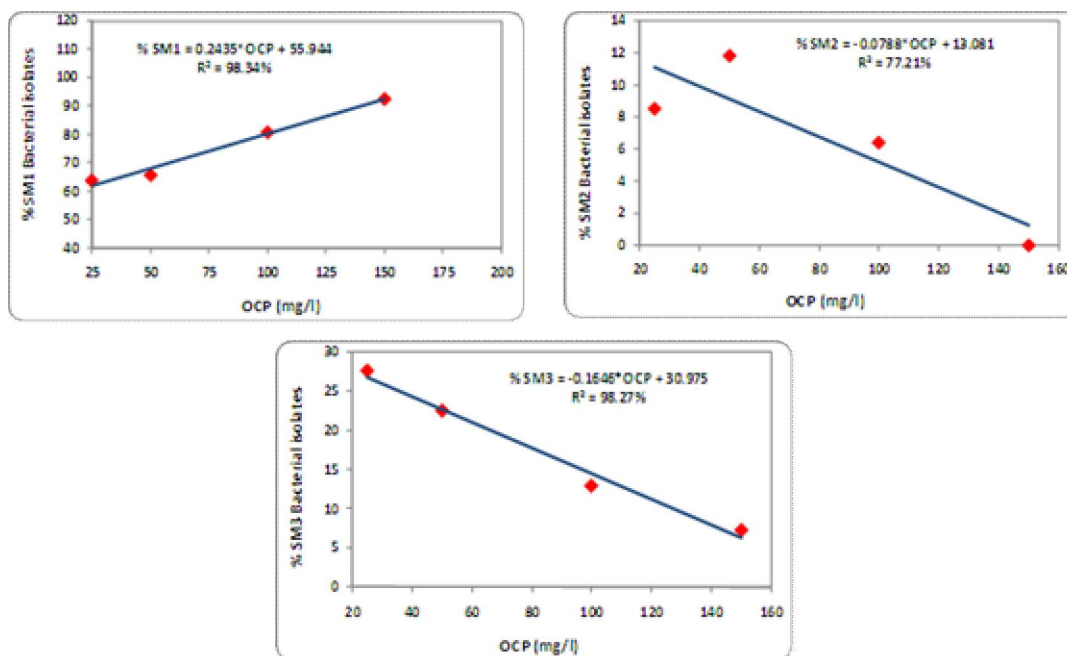 120
110
100
90
80
70
60
50
40
% SM1 = 0.2435*OCP + 55.944
R² = 98.34%
% SM1 Bacterial isolates
25 50 75 100 125 150 175 200
OCP (mg/l)
14
12
10
8
6
4
2
0
% SM2 = -0.0788*OCP + 13.081
R² = 77.21%
% SM2 Bacterial isolates
20 40 60 80 100 120 140 160
OCP (mg/l)
30
25
20
15
10
5
0
% SM3 = -0.1646*OCP + 30.975
R² = 98.27%
% SM3 Bacterial isolates
20 40 60 80 100 120 140 160
OCP (mg/l)